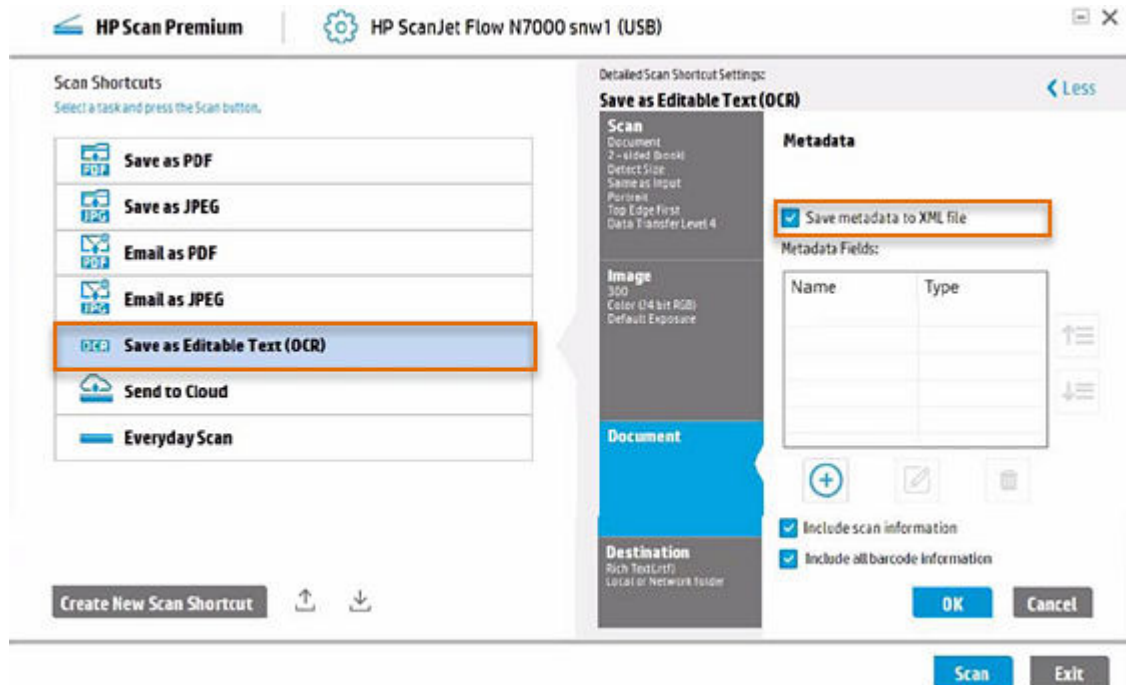 HP Scan Premium
HP ScanJet Flow N7000 snw1 (USB)
Scan Shortcuts
Select a task and press the Scan button.
PDF
Save as PDF
JPG
Save as JPEG
PDF
Email as PDF
JPG
Email as JPEG
OCR
Save as Editable Text (OCR)
Send to Cloud
Everyday Scan
Create New Scan Shortcut
Detailed Scan Shortcut Settings:
Save as Editable Text (OCR)
Less
Scan
Document
2-sided (book)
Detect Size
Same as Input
Portrait
Top Edge First
Data Transfer Level 4
Image
300
Color (24 bit RGB)
Default Exposure
Document
Destination
Rich Text(.rtf)
Local or Network folder
Metadata
Save metadata to XML file
Metadata Fields:
Name Type
Include scan information
Include all barcode information
OK Cancel
Scan Exit